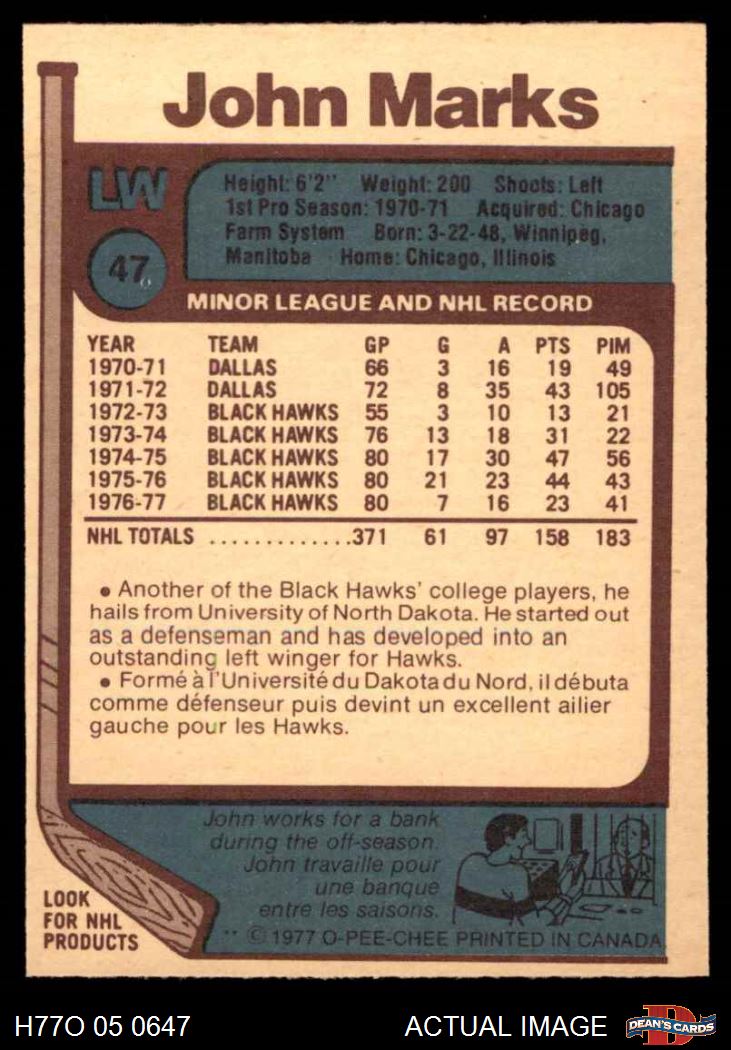 John Marks
LW
47
Height: 6'2" Weight: 200 Shoots: Left
1st Pro Season: 1970-71 Acquired: Chicago
Farm System Born: 3-22-48, Winnipeg,
Manitoba Home: Chicago, Illinois
MINOR LEAGUE AND NHL RECORD
YEAR TEAM GP G A PTS PIM
1970-71 DALLAS 66 3 16 19 49
1971-72 DALLAS 72 8 35 43 105
1972-73 BLACK HAWKS 55 3 10 13 21
1973-74 BLACK HAWKS 76 13 18 31 22
1974-75 BLACK HAWKS 80 17 30 47 56
1975-76 BLACK HAWKS 80 21 23 44 43
1976-77 BLACK HAWKS 80 7 16 23 41
NHL TOTALS .............371 61 97 158 183
• Another of the Black Hawks' college players, he
hails from University of North Dakota. He started out
as a defenseman and has developed into an
outstanding left winger for Hawks.
• Formé à l'Université du Dakota du Nord, il débuta
comme défenseur puis devint un excellent ailier
gauche pour les Hawks.
John works for a bank
during the off-season.
John travaille pour
une banque
entre les saisons.
LOOK
FOR NHL
PRODUCTS
** © 1977 O-PEE-CHEE PRINTED IN CANADA
H77O 05 0647 ACTUAL IMAGE DEAN'S CARDS